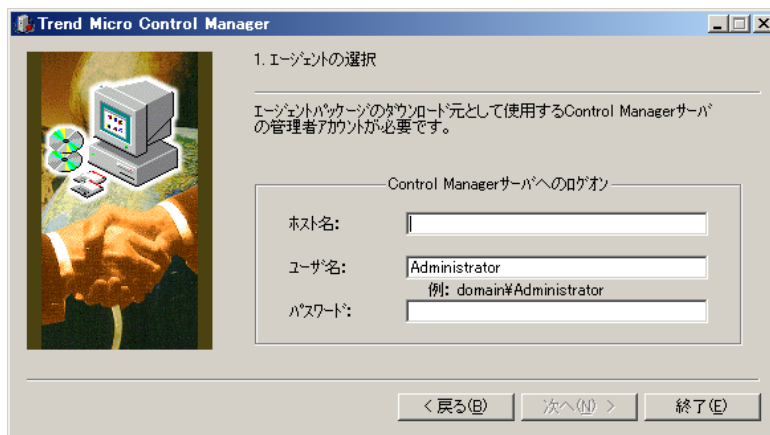 Trend Micro Control Manager
1. エージェントの選択
エージェントパッケージのダウンロード元として使用するControl Managerサーバ
の管理者アカウントが必要です。
Control Managerサーバへのログオン
ホスト名:
ユーザ名:
Administrator
例: domain¥Administrator
パスワード:
< 戻る(B)
次へ(N) >
終了(E)